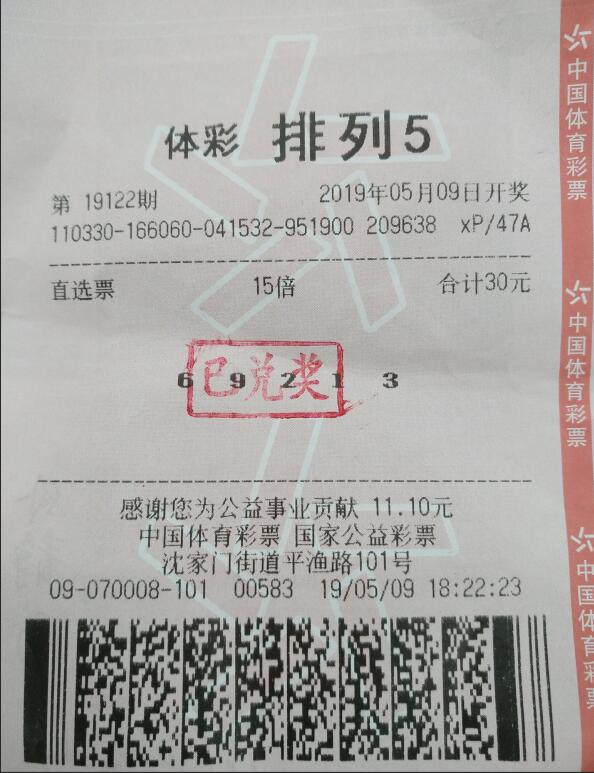 体彩 排列5
第 19122期 2019年05月09日开奖
110330-166060-041532-951900 209638 xP/47A
直选票 15倍 合计30元
6 9 2 1 3
已兑奖
感谢您为公益事业贡献 11.10元
中国体育彩票 国家公益彩票
沈家门街道平渔路101号
09-070008-101 00583 19/05/09 18:22:23
中国体育彩票
中国体育彩票
中国体育彩票